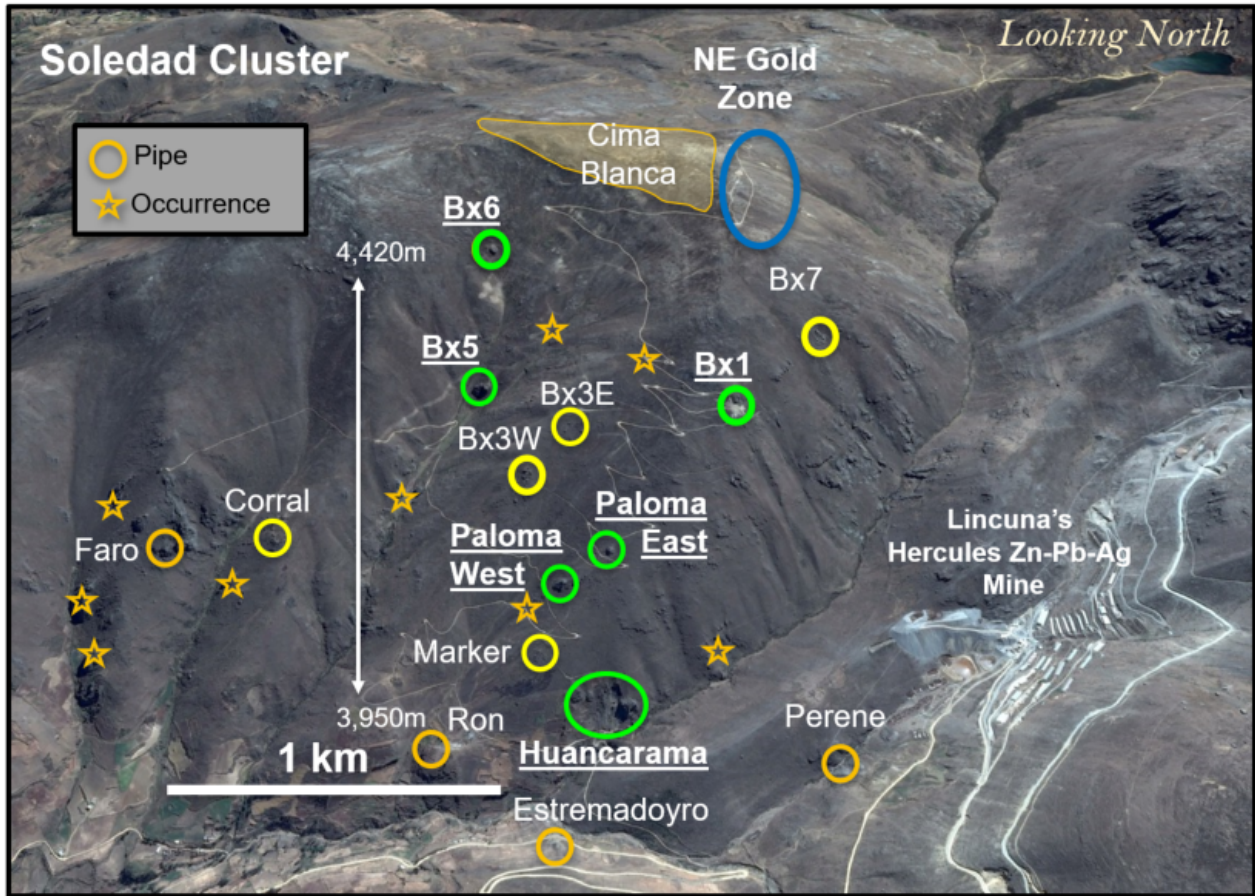 Looking North
Soledad Cluster
NE Gold
Zone
Pipe
Occurrence
Cima
Blanca
Bx6
4,420m
Bx7
Bx5
Bx1
Bx3E
Bx3W
Corral
Faro
Paloma
East
Paloma
West
Lincuna's
Hercules Zn-Pb-Ag
Mine
Marker
3,950m
Ron
Perene
1 km
Huancarama
Estremadoyro